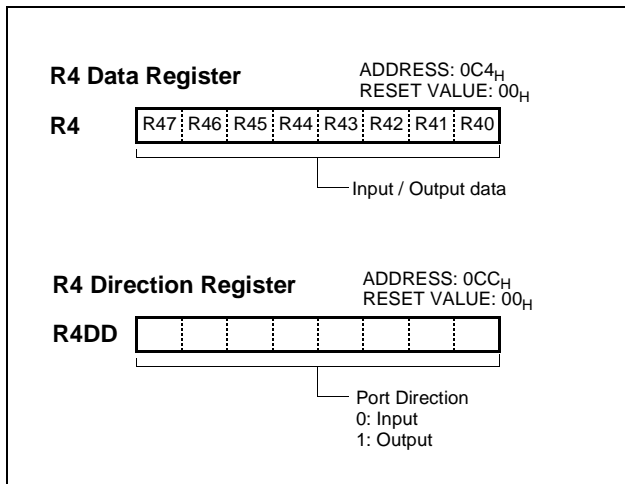 R4 Data Register
ADDRESS: 0C4H
RESET VALUE: 00H
R4
R47 R46 R45 R44 R43 R42 R41 R40
Input / Output data
R4 Direction Register
ADDRESS: 0CCH
RESET VALUE: 00H
R4DD
Port Direction
0: Input
1: Output